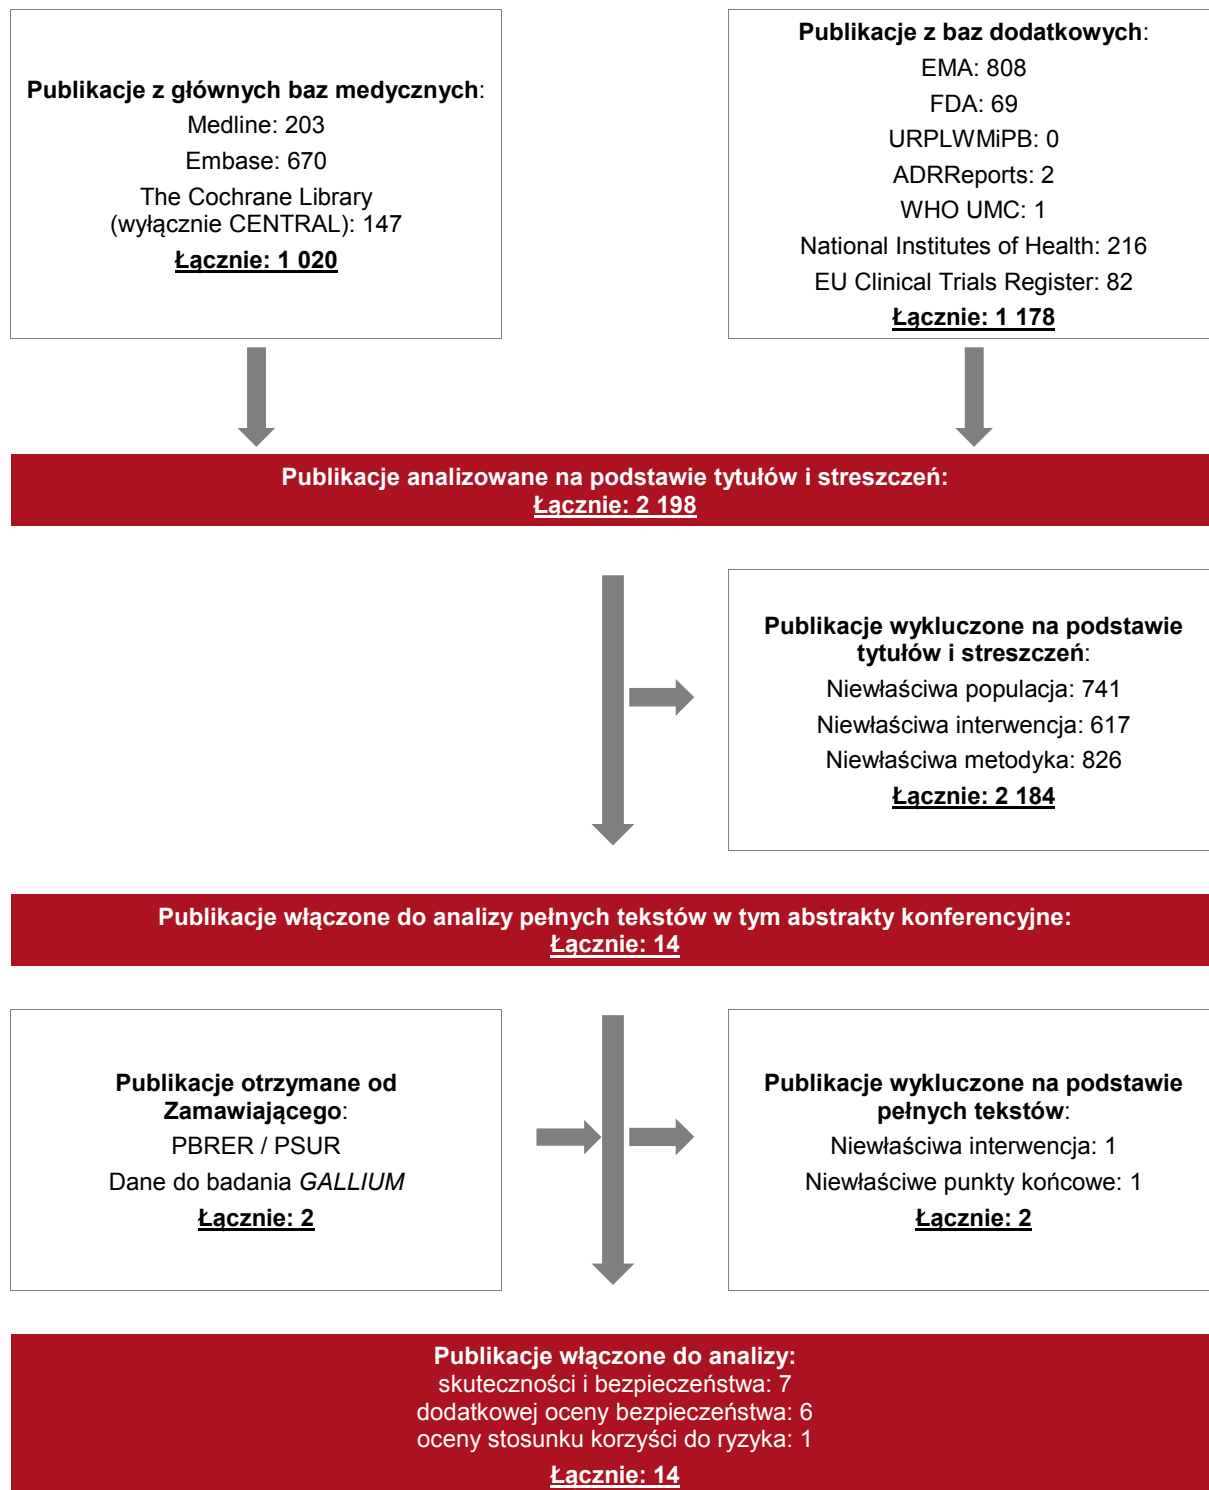 Publikacje z głównych baz medycznych:
Medline: 203
Embase: 670
The Cochrane Library
(wyłącznie CENTRAL): 147
Łącznie: 1 020
Publikacje z baz dodatkowych:
EMA: 808
FDA: 69
URPLWMiPB: 0
ADRReports: 2
WHO UMC: 1
National Institutes of Health: 216
EU Clinical Trials Register: 82
Łącznie: 1 178
Publikacje analizowane na podstawie tytułów i streszczeń:
Łącznie: 2 198
Publikacje wykluczone na podstawie
tytułów i streszczeń:
Niewłaściwa populacja: 741
Niewłaściwa interwencja: 617
Niewłaściwa metodyka: 826
Łącznie: 2 184
Publikacje włączone do analizy pełnych tekstów w tym abstrakty konferencyjne:
Łącznie: 14
Publikacje otrzymane od
Zamawiającego:
PBRER / PSUR
Dane do badania GALLIUM
Łącznie: 2
Publikacje wykluczone na podstawie
pełnych tekstów:
Niewłaściwa interwencja: 1
Niewłaściwe punkty końcowe: 1
Łącznie: 2
Publikacje włączone do analizy:
skuteczności i bezpieczeństwa: 7
dodatkowej oceny bezpieczeństwa: 6
oceny stosunku korzyści do ryzyka: 1
Łącznie: 14